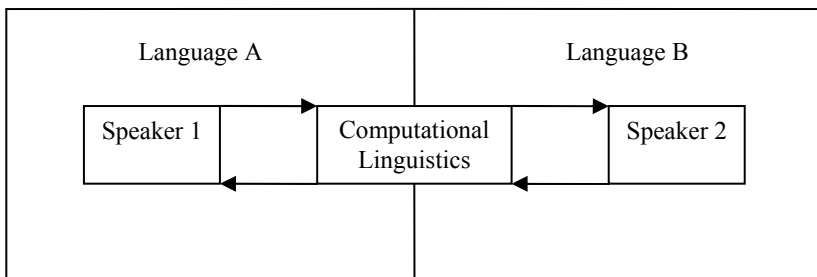 Language A
Language B
Speaker 1
Computational
Linguistics
Speaker 2